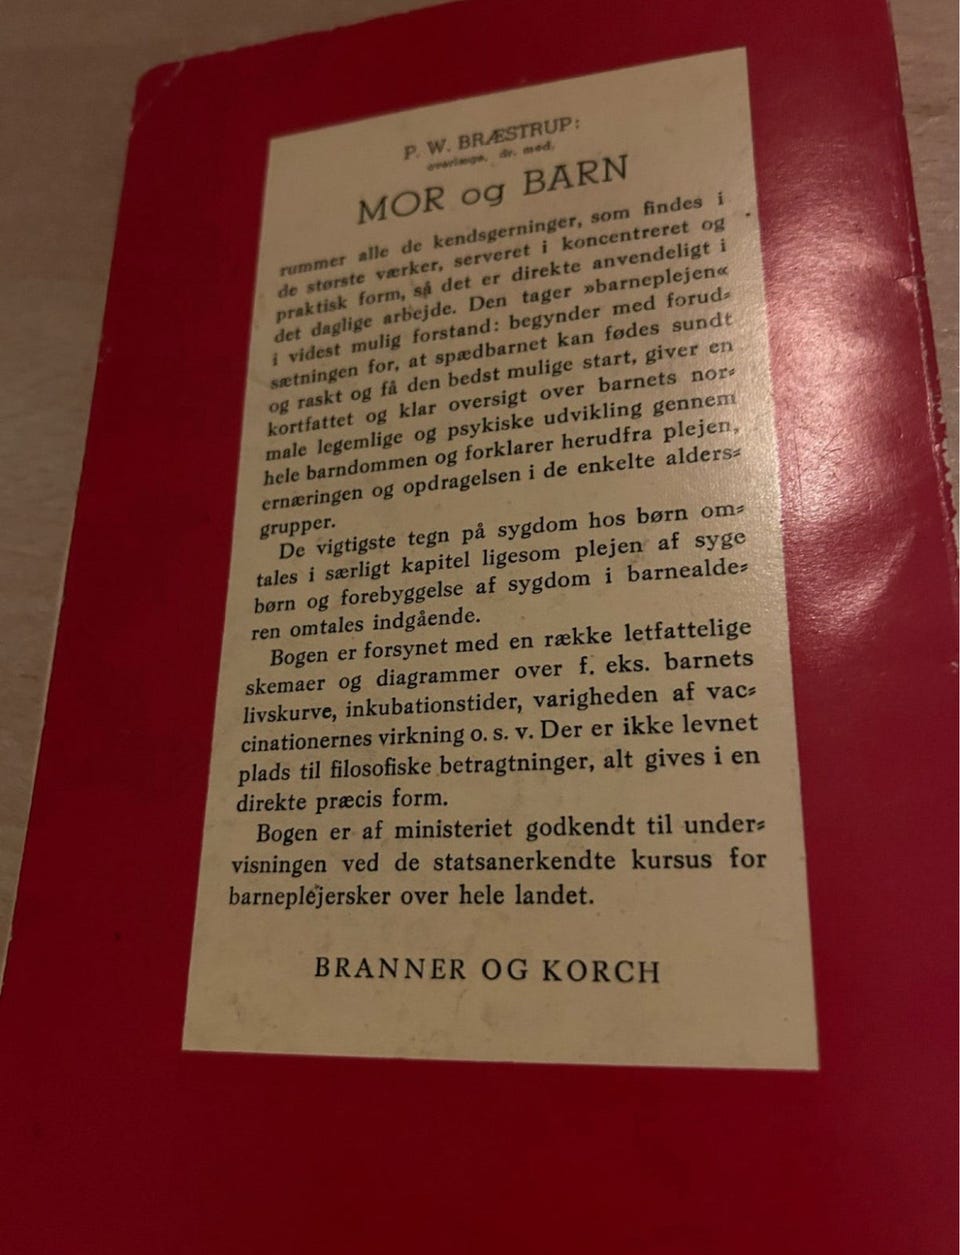 P. W. BRÆSTRUP:
overlæge, dr. med.
MOR og BARN
rummer alle de kendsgerninger, som findes i
de største værker, serveret i koncentreret og
praktisk form, så det er direkte anvendeligt i
det daglige arbejde. Den tager »barneplejen«
i videst mulig forstand: begynder med forud=
sætningen for, at spædbarnet kan fødes sundt
og raskt og få den bedst mulige start, giver en
kortfattet og klar oversigt over barnets nor=
male legemlige og psykiske udvikling gennem
hele barndommen og forklarer herudfra plejen,
ernæringen og opdragelsen i de enkelte alders=
grupper.
De vigtigste tegn på sygdom hos børn om=
tales i særligt kapitel ligesom plejen af syge
børn og forebyggelse af sygdom i barnealde=
ren omtales indgående.
Bogen er forsynet med en række letfattelige
skemaer og diagrammer over f. eks. barnets
livskurve, inkubationstider, varigheden af vac=
cinationernes virkning o. s. v. Der er ikke levnet
plads til filosofiske betragtninger, alt gives i en
direkte præcis form.
Bogen er af ministeriet godkendt til under=
visningen ved de statsanerkendte kursus for
barneplejersker over hele landet.
BRANNER OG KORCH